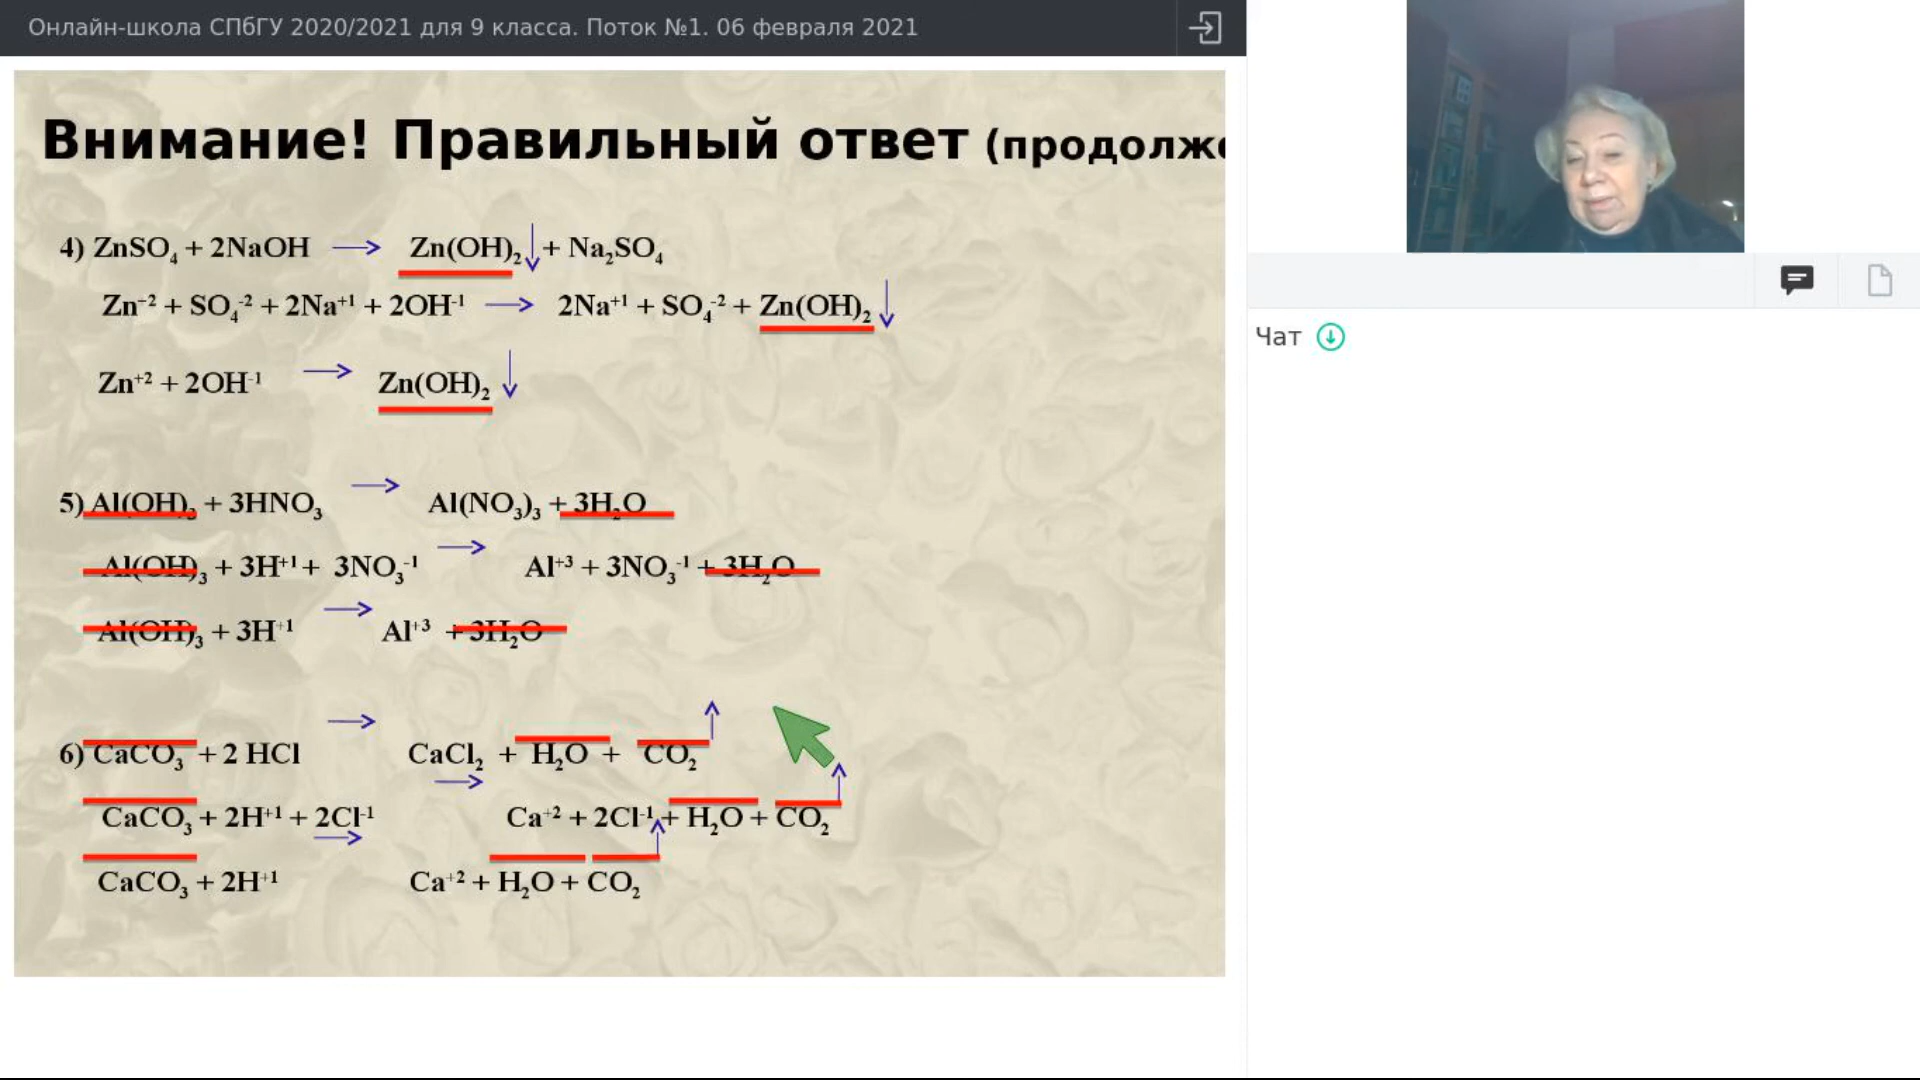 Онлайн-школа СПбГУ 2020/2021 для 9 класса. Поток №1. 06 февраля 2021
Внимание! Правильный ответ (продолже
4) ZnSO₄ + 2NaOH → Zn(OH)₂↓ + Na₂SO₄
Zn⁺² + SO₄⁻² + 2Na⁺¹ + 2OH⁻¹ → 2Na⁺¹ + SO₄⁻² + Zn(OH)₂↓
Zn⁺² + 2OH⁻¹ → Zn(OH)₂↓
5) Al(OH)₃ + 3HNO₃ → Al(NO₃)₃ + 3H₂O
Al(OH)₃ + 3H⁺¹ + 3NO₃⁻¹ → Al⁺³ + 3NO₃⁻¹ + 3H₂O
Al(OH)₃ + 3H⁺¹ → Al⁺³ + 3H₂O
6) CaCO₃ + 2 HCl → CaCl₂ + H₂O + CO₂↑
CaCO₃ + 2H⁺¹ + 2Cl⁻¹ → Ca⁺² + 2Cl⁻¹ + H₂O + CO₂↑
CaCO₃ + 2H⁺¹ → Ca⁺² + H₂O + CO₂↑
Чат